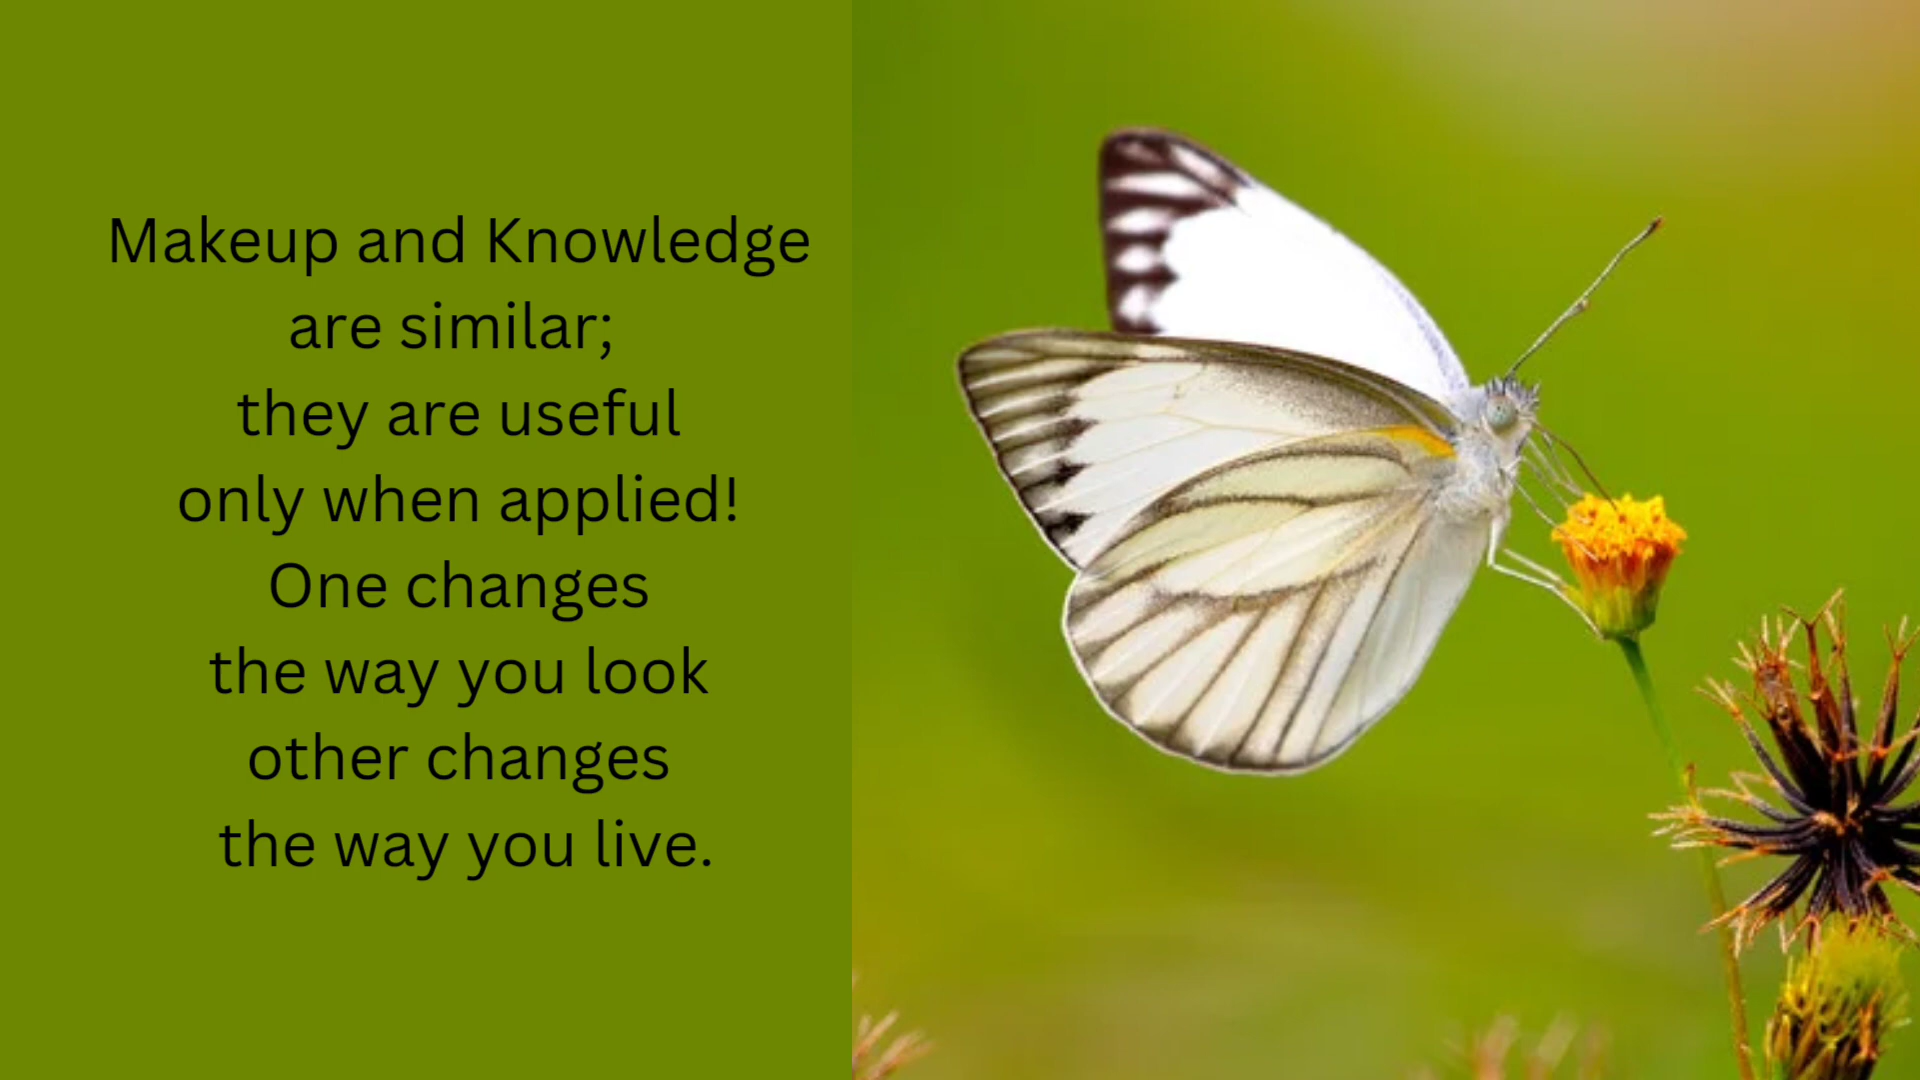 Makeup and Knowledge
are similar;
they are useful
only when applied!
One changes
the way you look
other changes
the way you live.